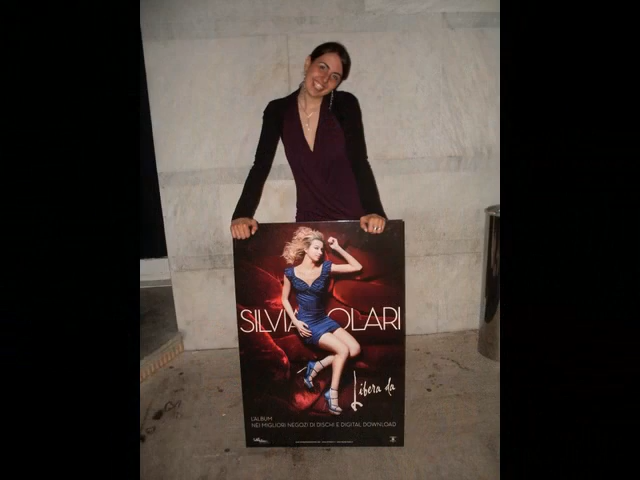 SILVIA OLARI
Libera da
L'ALBUM
NEI MIGLIORI NEGOZI DI DISCHI E DIGITAL DOWNLOAD